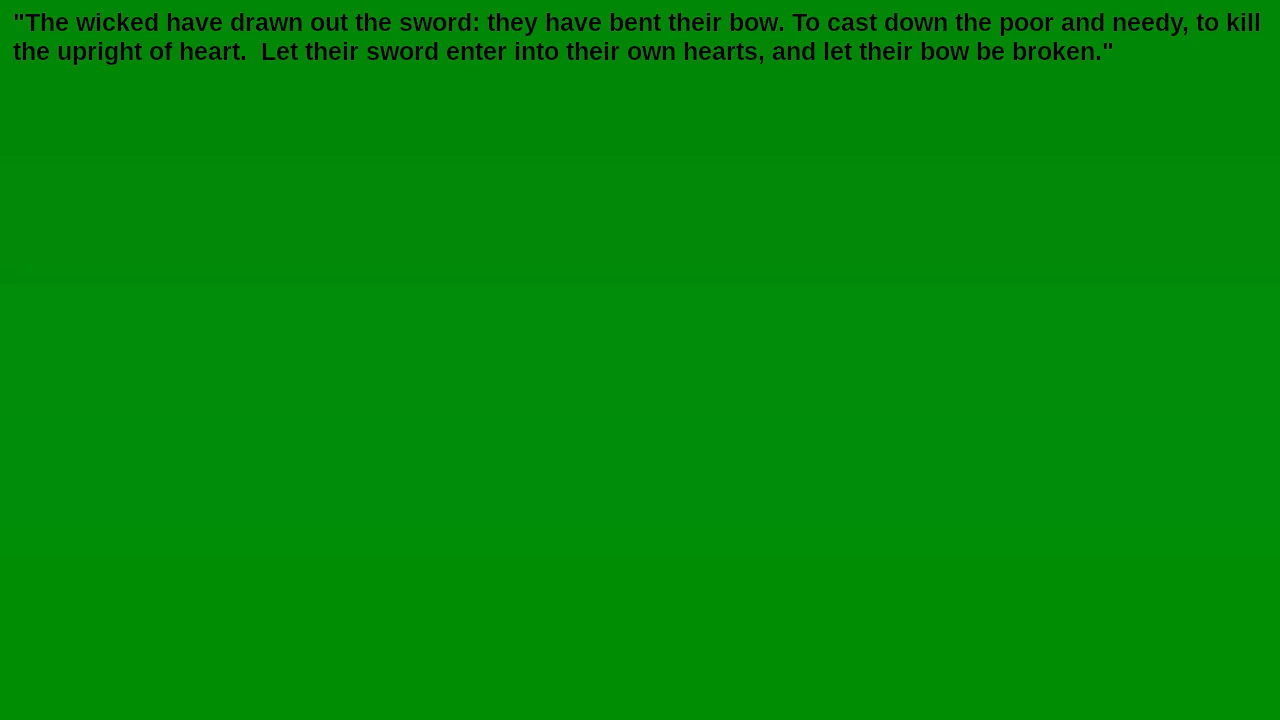 "The wicked have drawn out the sword: they have bent their bow. To cast down the poor and needy, to kill
the upright of heart.  Let their sword enter into their own hearts, and let their bow be broken."